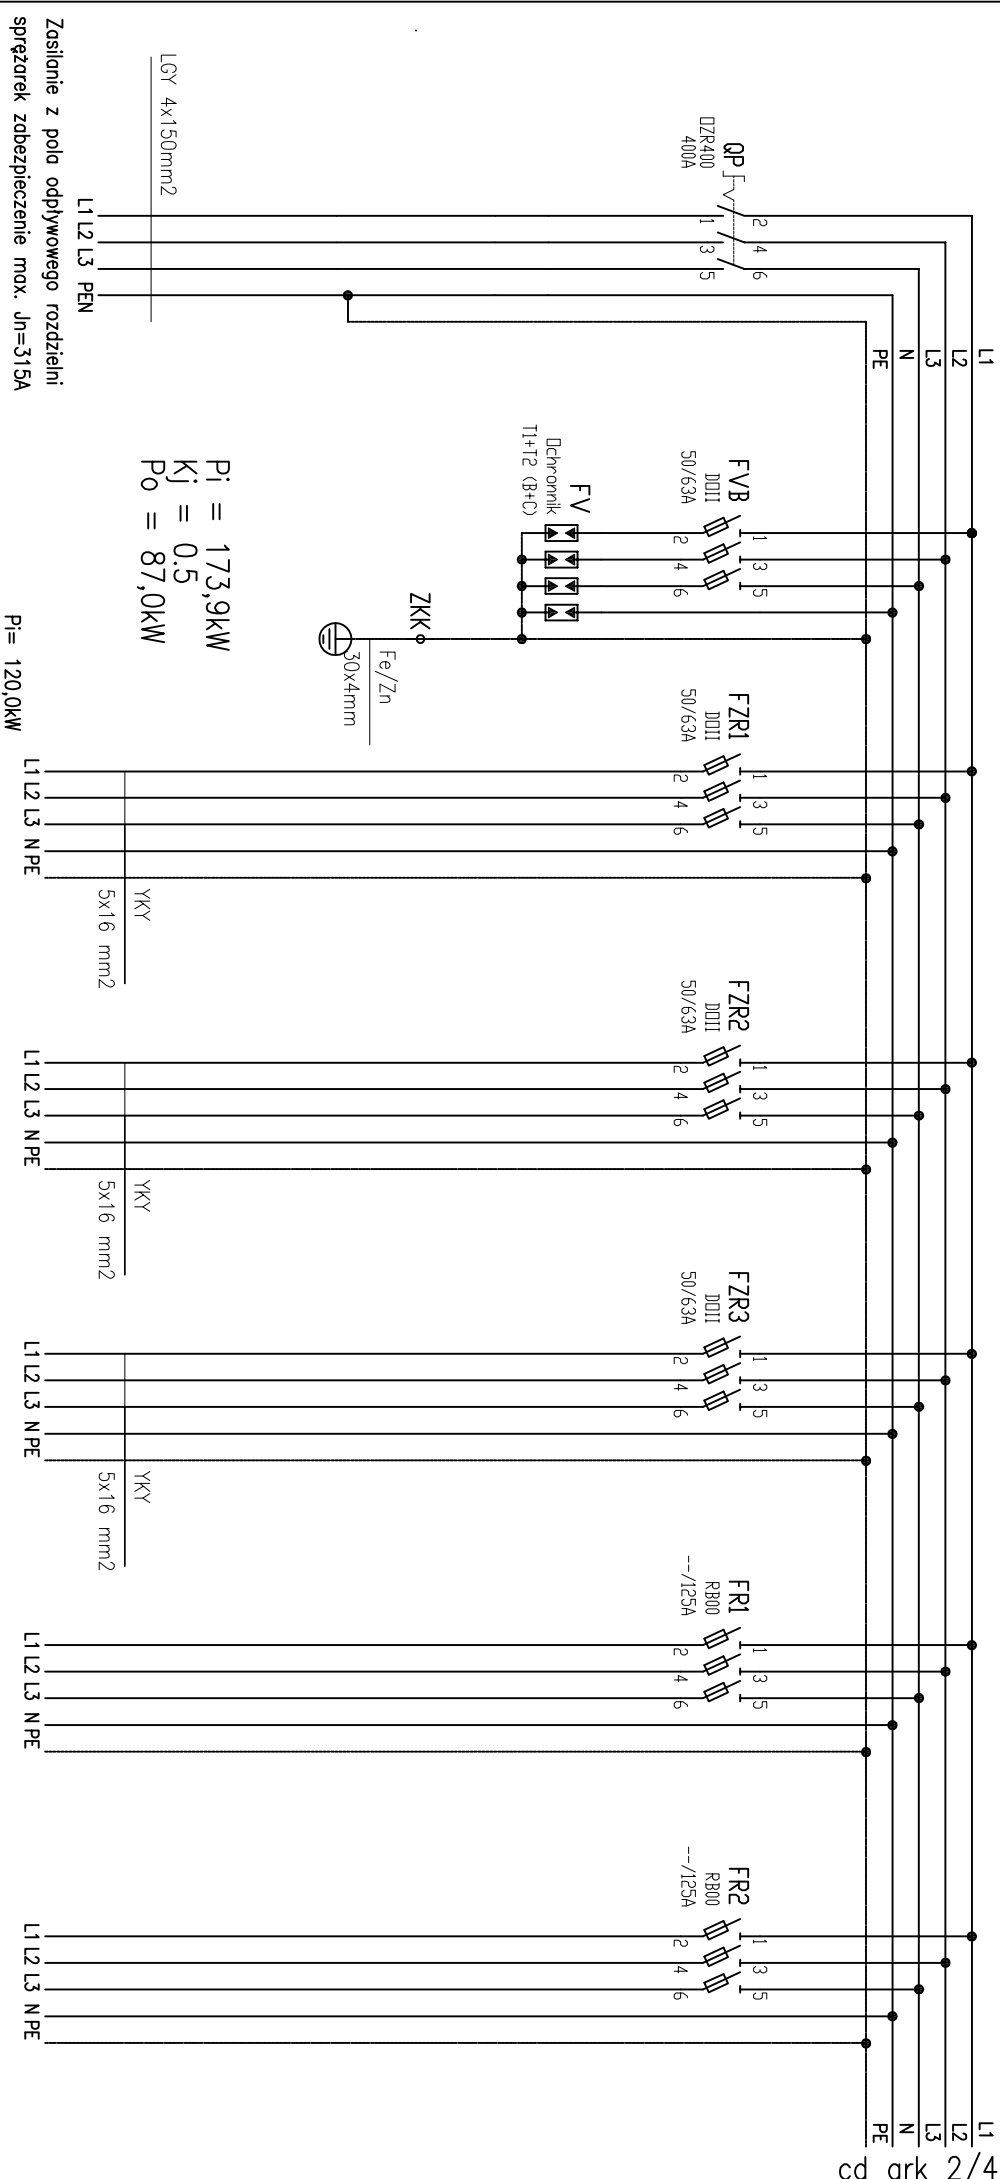 L1
L2
L3
N
PE
QP
OZR400
400A
1
2
3
4
5
6
LGY 4x150mm2
L1 L2 L3 PEN
Zasilanie z pola odpływowego rozdzielni
sprężarek zabezpieczenie max. Jn=315A
FVB
DOII
50/63A
1
2
3
4
5
6
FV
Ochronnik
T1+T2 (B+C)
ZKK
Fe/Zn
30x4mm
Pi = 173,9kW
Kj = 0.5
Po = 87,0kW
Pi= 120,0kW
FZR1
DOII
50/63A
1
2
3
4
5
6
YKY
5x16 mm2
L1 L2 L3 N PE
FZR2
DOII
50/63A
1
2
3
4
5
6
YKY
5x16 mm2
L1 L2 L3 N PE
FZR3
DOII
50/63A
1
2
3
4
5
6
YKY
5x16 mm2
L1 L2 L3 N PE
FR1
RB00
--/125A
1
2
3
4
5
6
L1 L2 L3 N PE
FR2
RB00
--/125A
1
2
3
4
5
6
L1 L2 L3 N PE
L1
L2
L3
N
PE
cd ark 2/4